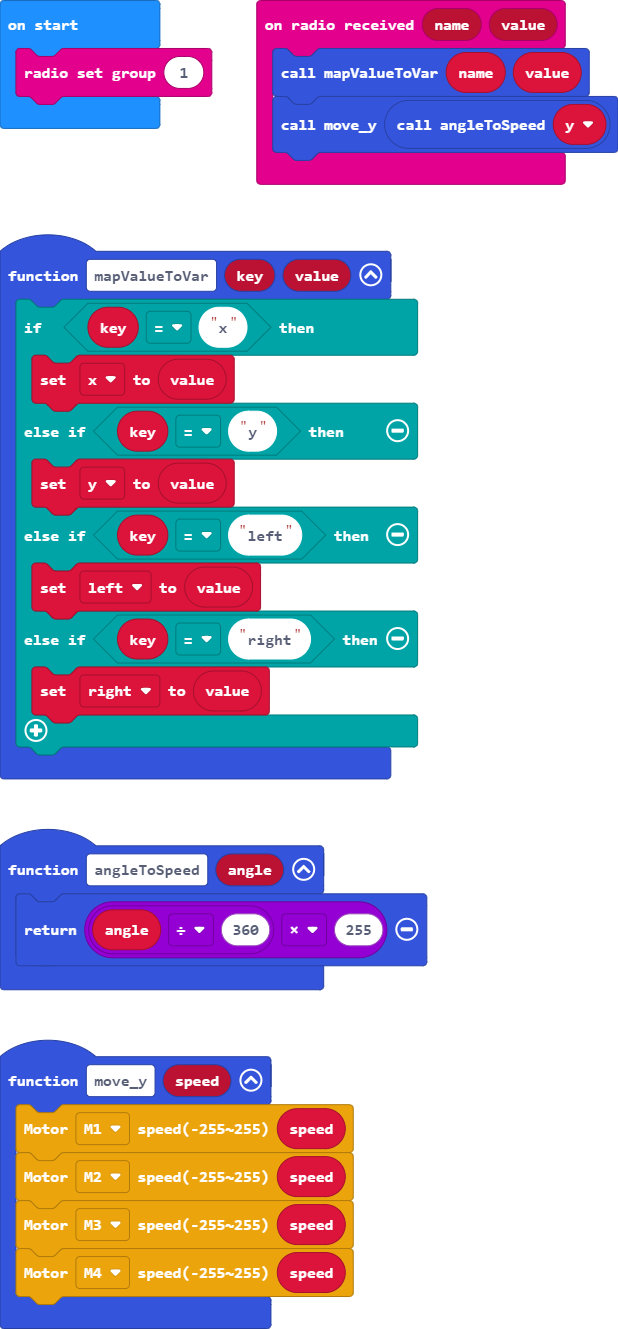 on start
radio set group 1
on radio received name value
call mapValueToVar name value
call move_y call angleToSpeed y
function mapValueToVar key value
if key = "x" then
set x to value
else if key = "y" then
set y to value
else if key = "left" then
set left to value
else if key = "right" then
set right to value
function angleToSpeed angle
return angle ÷ 360 × 255
function move_y speed
Motor M1 speed(-255~255) speed
Motor M2 speed(-255~255) speed
Motor M3 speed(-255~255) speed
Motor M4 speed(-255~255) speed